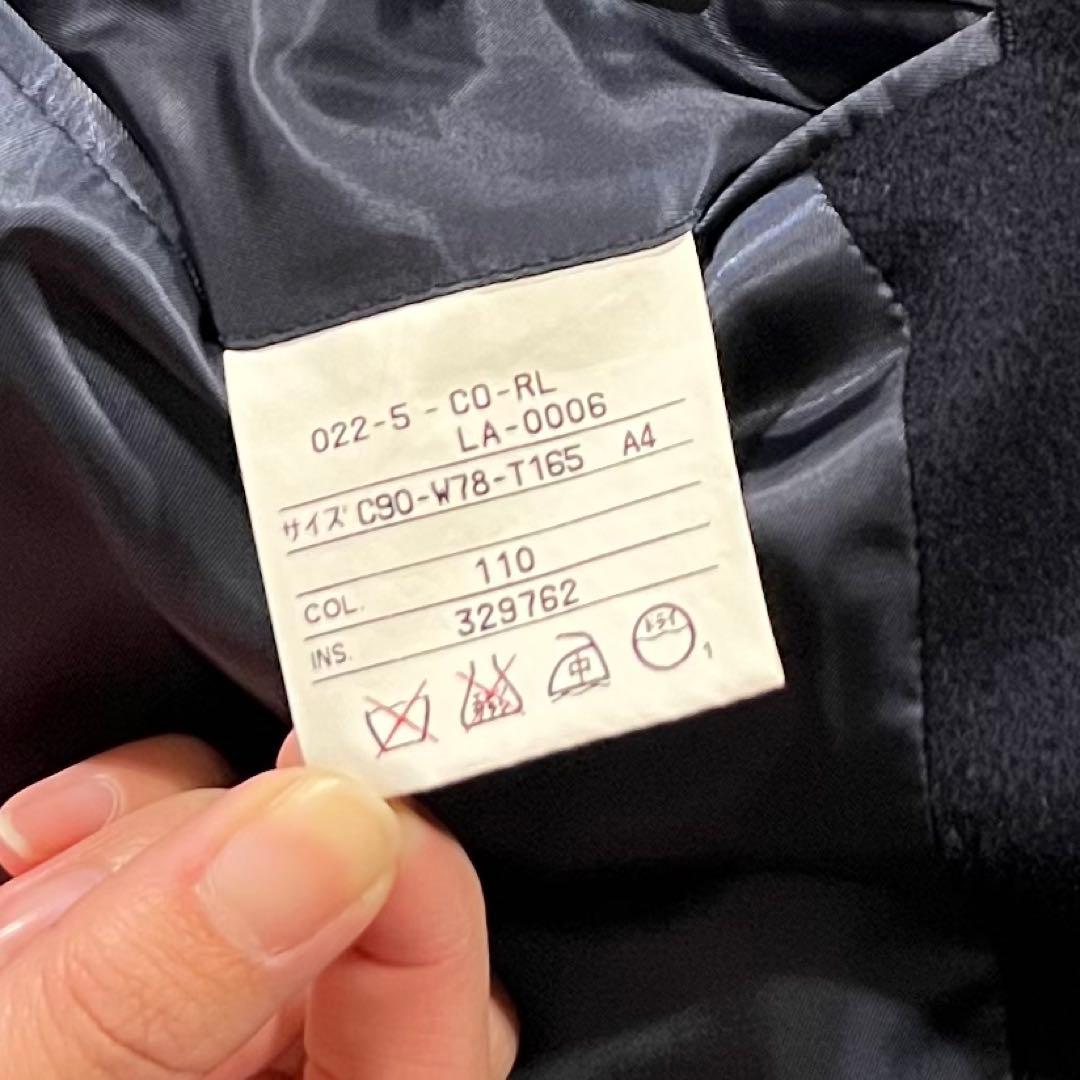 022-5-CO-RL
LA-0006
サイズ C90-W78-T165 A4
COL. 110
INS. 329762
中
ドライ
1